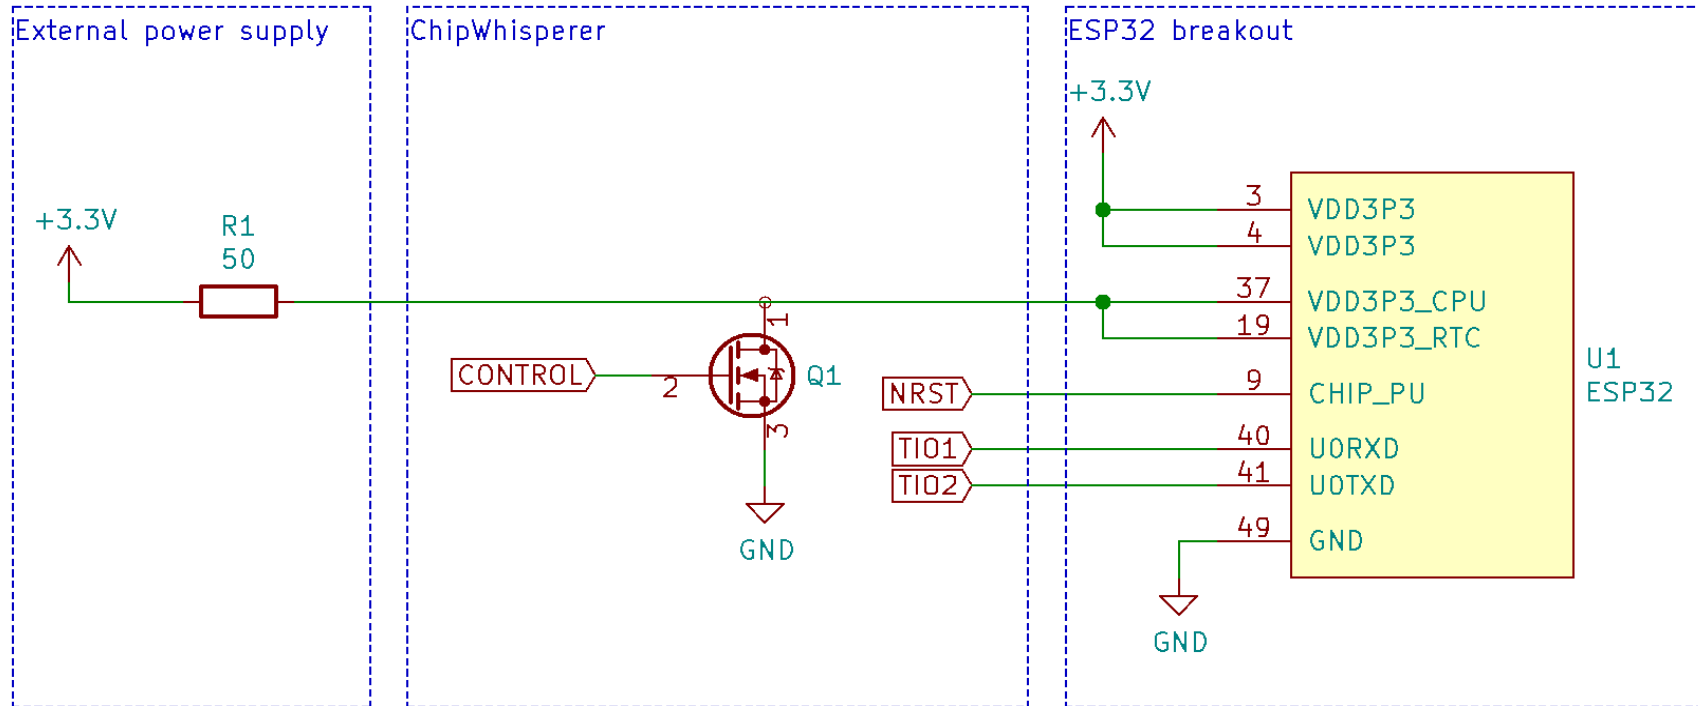 External power supply
+3.3V
R1
50
ChipWhisperer
CONTROL
2
1
Q1
3
GND
NRST
TIO1
TIO2
ESP32 breakout
+3.3V
3 VDD3P3
4 VDD3P3
37 VDD3P3_CPU
19 VDD3P3_RTC
9 CHIP_PU
40 U0RXD
41 U0TXD
49 GND
GND
U1
ESP32